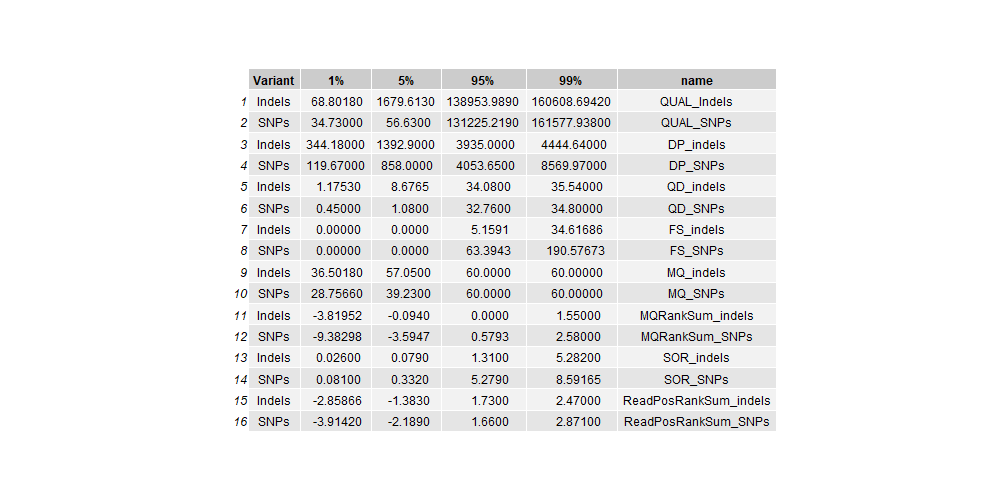 Variant 1% 5% 95% 99% name
1 Indels 68.80180 1679.6130 138953.9890 160608.69420 QUAL_Indels
2 SNPs 34.73000 56.6300 131225.2190 161577.93800 QUAL_SNPs
3 Indels 344.18000 1392.9000 3935.0000 4444.64000 DP_indels
4 SNPs 119.67000 858.0000 4053.6500 8569.97000 DP_SNPs
5 Indels 1.17530 8.6765 34.0800 35.54000 QD_indels
6 SNPs 0.45000 1.0800 32.7600 34.80000 QD_SNPs
7 Indels 0.00000 0.0000 5.1591 34.61686 FS_indels
8 SNPs 0.00000 0.0000 63.3943 190.57673 FS_SNPs
9 Indels 36.50180 57.0500 60.0000 60.00000 MQ_indels
10 SNPs 28.75660 39.2300 60.0000 60.00000 MQ_SNPs
11 Indels -3.81952 -0.0940 0.0000 1.55000 MQRankSum_indels
12 SNPs -9.38298 -3.5947 0.5793 2.58000 MQRankSum_SNPs
13 Indels 0.02600 0.0790 1.3100 5.28200 SOR_indels
14 SNPs 0.08100 0.3320 5.2790 8.59165 SOR_SNPs
15 Indels -2.85866 -1.3830 1.7300 2.47000 ReadPosRankSum_indels
16 SNPs -3.91420 -2.1890 1.6600 2.87100 ReadPosRankSum_SNPs